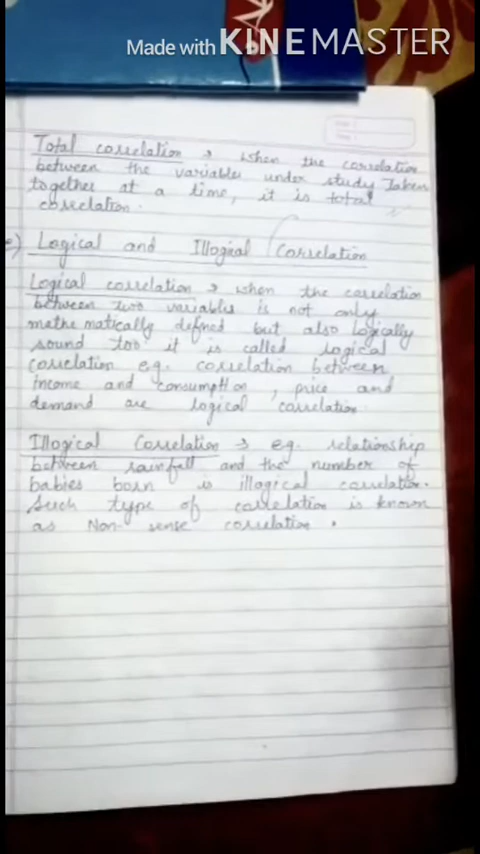 Made with KINEMASTER
Total correlation → when the correlation
between the variables under study Taken
together at a time, it is total
correlation.
e) Logical and Illogical Correlation
Logical correlation → when the correlation
between two variables is not only
mathematically defined but also logically
sound too it is called logical
correlation e.g. correlation between
income and consumption, price and
demand are logical correlation.
Illogical Correlation → e.g. relationship
between rainfall and the number of
babies born is illogical correlation.
Such type of correlation is known
as Non-sense correlation.